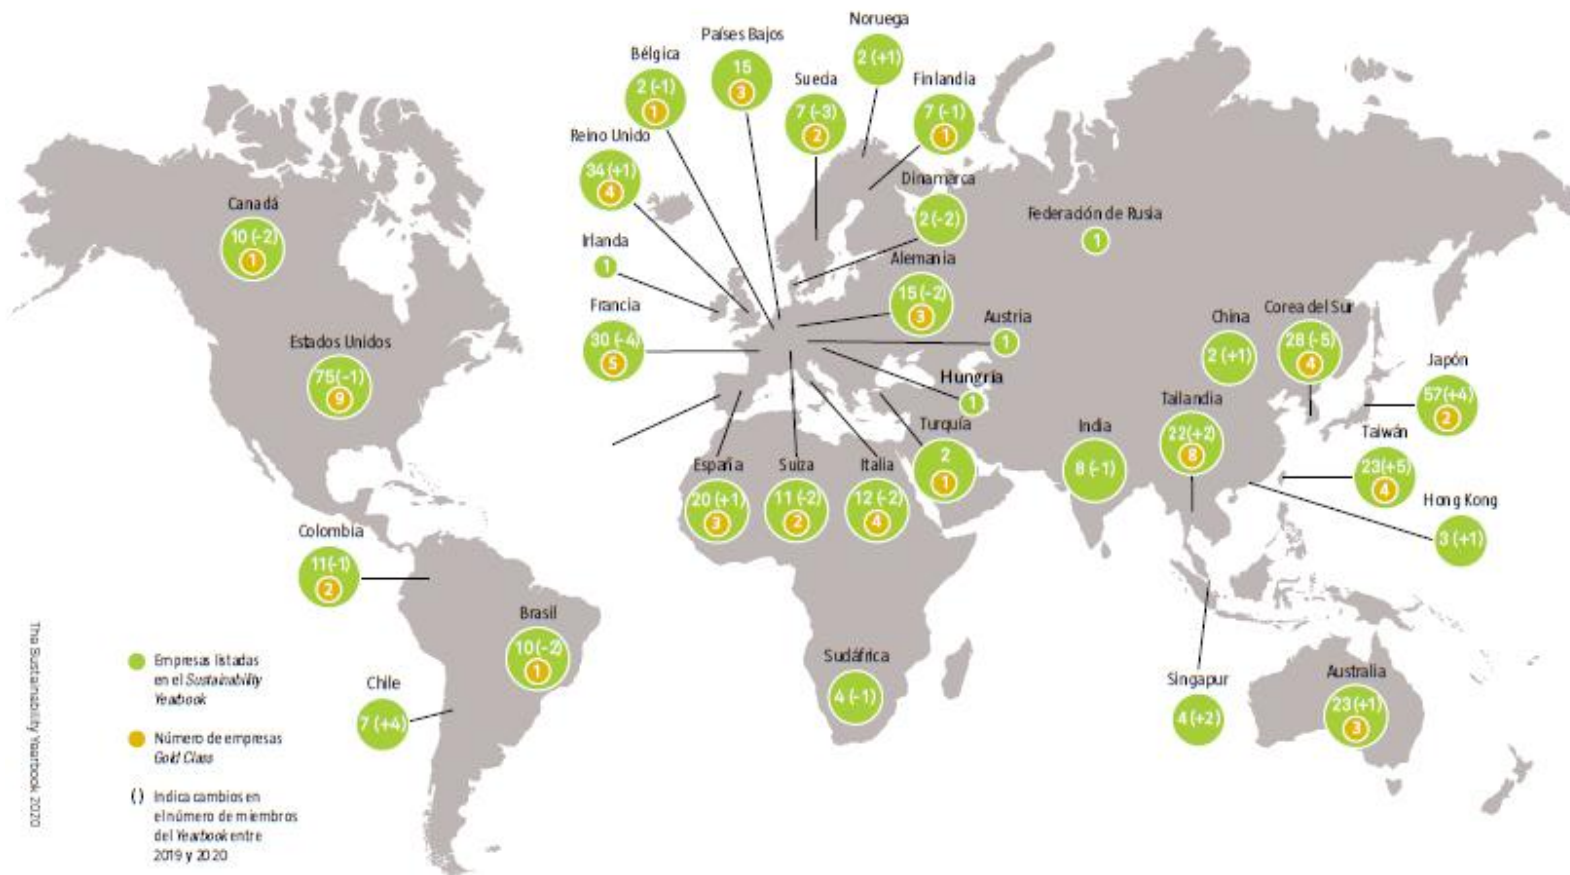 Noruega
2 (+1)
Países Bajos
15
3
Bélgica
2 (-1)
1
Suecia
7 (-3)
2
Finlandia
7 (-1)
1
Reino Unido
34 (+1)
4
Dinamarca
2 (-2)
Canadá
10 (-2)
1
Federación de Rusia
1
Irlanda
1
Alemania
15 (-2)
3
Francia
30 (-4)
5
Austria
1
China
2 (+1)
Corea del Sur
28 (-5)
4
Estados Unidos
75 (-1)
9
Hungría
1
Japón
57 (+4)
2
Tailandia
22 (+2)
8
Turquía
2
1
India
8 (-1)
Taiwán
23 (+5)
4
España
20 (+1)
3
Suiza
11 (-2)
2
Italia
12 (-2)
4
Hong Kong
3 (+1)
Colombia
11 (-1)
2
Brasil
10 (-2)
1
Chile
7 (+4)
Sudáfrica
4 (-1)
Singapur
4 (+2)
Australia
23 (+1)
3
Empresas listadas
en el Sustainability
Yearbook
Número de empresas
Gold Class
() Indica cambios en
el número de miembros
del Yearbook entre
2019 y 2020
The Sustainability Yearbook 2020